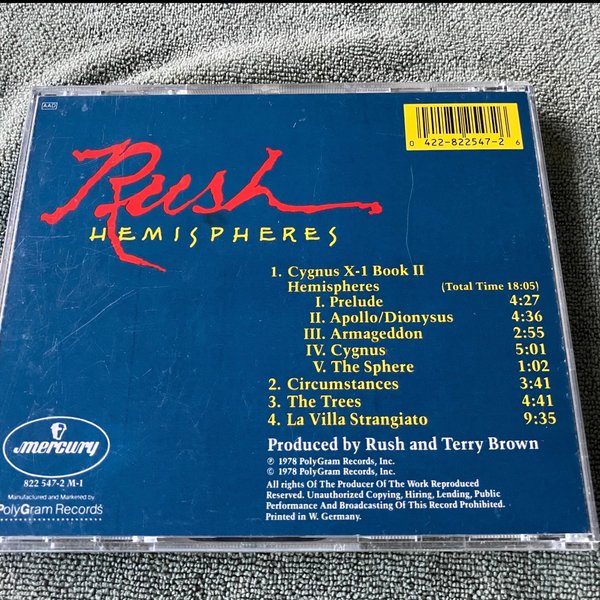 AAD
0 422-822547-2 6
Rush
HEMISPHERES
1. Cygnus X-1 Book II
Hemispheres (Total Time 18:05)
I. Prelude 4:27
II. Apollo/Dionysus 4:36
III. Armageddon 2:55
IV. Cygnus 5:01
V. The Sphere 1:02
2. Circumstances 3:41
3. The Trees 4:41
4. La Villa Strangiato 9:35
Produced by Rush and Terry Brown
℗ 1978 PolyGram Records, Inc.
© 1978 PolyGram Records, Inc.
All rights Of The Producer Of The Work Reproduced
Reserved. Unauthorized Copying, Hiring, Lending, Public
Performance And Broadcasting Of This Record Prohibited.
Printed in W. Germany.
mercury
822 547-2 M-1
Manufactured and Marketed by
PolyGram Records